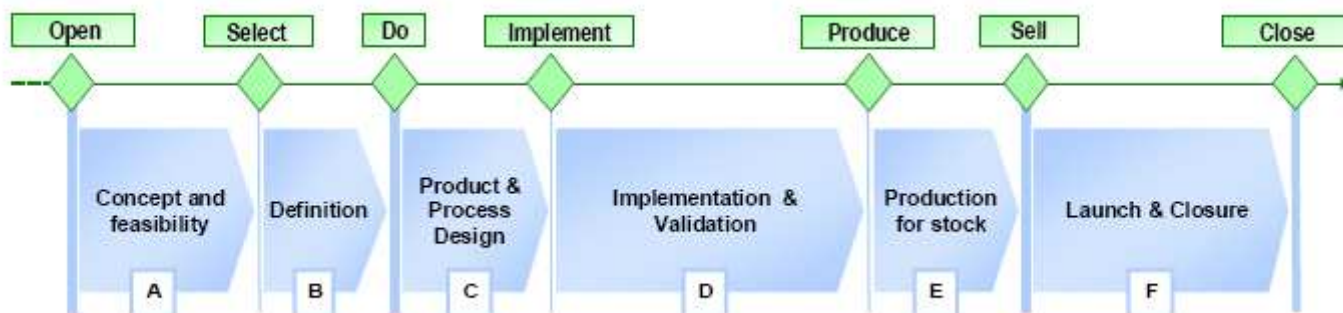 Open
Select
Do
Implement
Produce
Sell
Close
Concept and
feasibility
Definition
Product &
Process
Design
Implementation &
Validation
Production
for stock
Launch & Closure
A
B
C
D
E
F